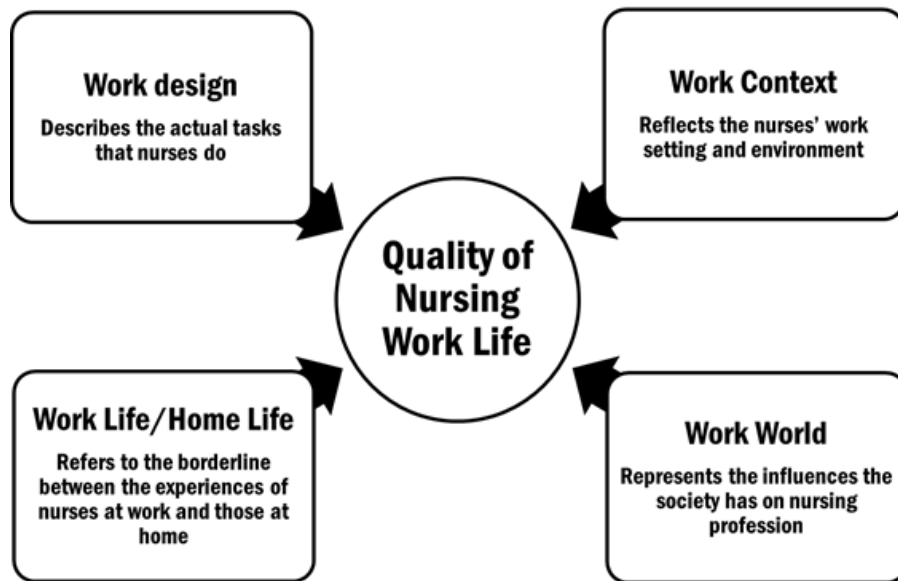 Work design
Describes the actual tasks
that nurses do
Work Context
Reflects the nurses’ work
setting and environment
Quality of
Nursing
Work Life
Work Life/Home Life
Refers to the borderline
between the experiences of
nurses at work and those at
home
Work World
Represents the influences the
society has on nursing
profession